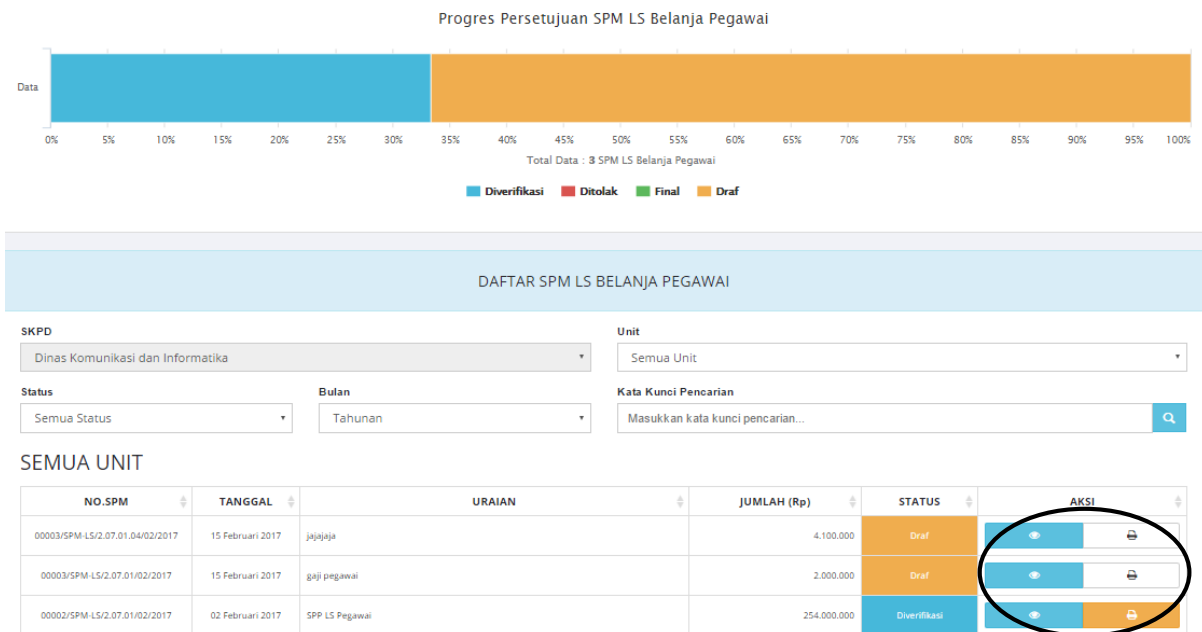 Progres Persetujuan SPM LS Belanja Pegawai
Data
0% 5% 10% 15% 20% 25% 30% 35% 40% 45% 50% 55% 60% 65% 70% 75% 80% 85% 90% 95% 100%
Total Data : 3 SPM LS Belanja Pegawai
Diverifikasi Ditolak Final Draf
DAFTAR SPM LS BELANJA PEGAWAI
SKPD Unit
Dinas Komunikasi dan Informatika Semua Unit
Status Bulan Kata Kunci Pencarian
Semua Status Tahunan Masukkan kata kunci pencarian...
SEMUA UNIT
NO.SPM TANGGAL URAIAN JUMLAH (Rp) STATUS AKSI
00003/SPM-LS/2.07.01.04/02/2017 15 Februari 2017 jajajaja 4.100.000 Draf
00003/SPM-LS/2.07.01/02/2017 15 Februari 2017 gaji pegawai 2.000.000 Draf
00002/SPM-LS/2.07.01/02/2017 02 Februari 2017 SPP LS Pegawai 254.000.000 Diverifikasi